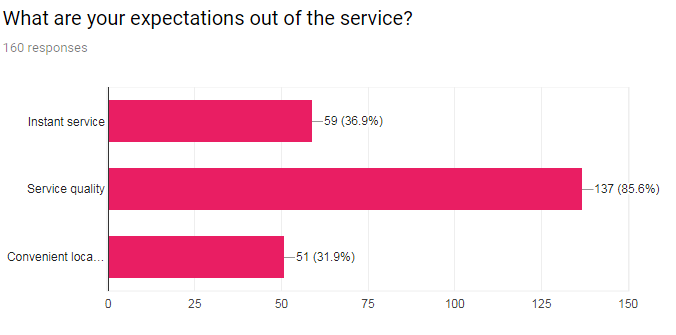 What are your expectations out of the service?
160 responses
Instant service
59 (36.9%)
Service quality
137 (85.6%)
Convenient loca...
51 (31.9%)
0 25 50 75 100 125 150